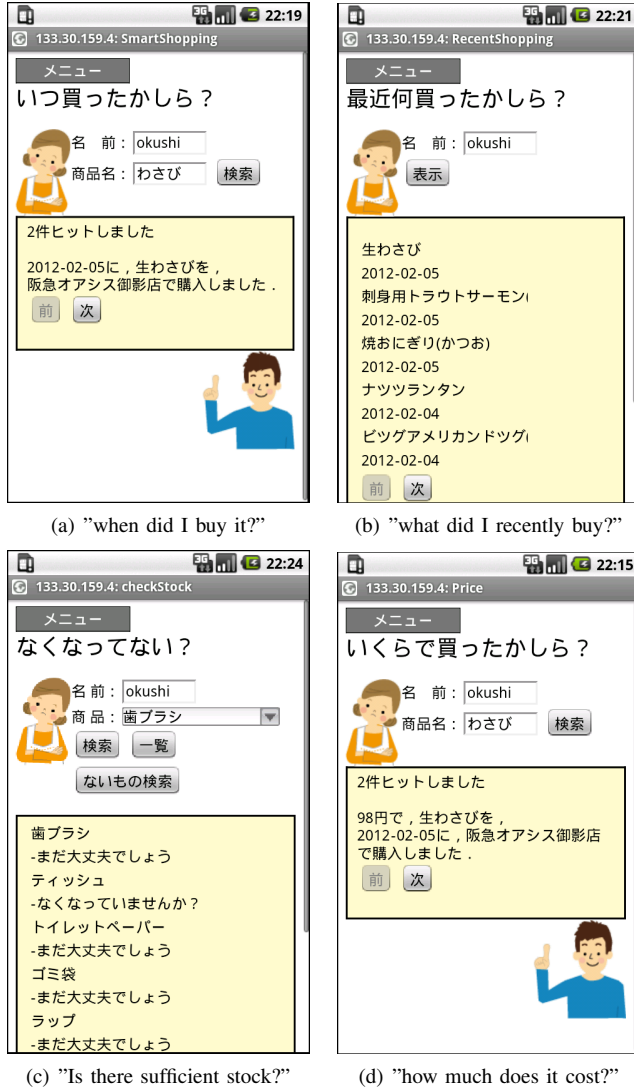 3G 22:19
133.30.159.4: SmartShopping
メニュー
いつ買ったかしら？
名　前： okushi
商品名： わさび 検索
2件ヒットしました
2012-02-05に，生わさびを，
阪急オアシス御影店で購入しました．
前 次
(a) ”when did I buy it?”
3G 22:21
133.30.159.4: RecentShopping
メニュー
最近何買ったかしら？
名　前： okushi
表示
生わさび
2012-02-05
刺身用トラウトサーモン(
2012-02-05
焼おにぎり(かつお)
2012-02-05
ナツツランタン
2012-02-04
ビツグアメリカンドツグ(
2012-02-04
前 次
(b) ”what did I recently buy?”
3G 22:24
133.30.159.4: checkStock
メニュー
なくなってない？
名 前： okushi
商 品： 歯ブラシ
検索 一覧
ないもの検索
歯ブラシ
-まだ大丈夫でしょう
ティッシュ
-なくなっていませんか？
トイレットペーパー
-まだ大丈夫でしょう
ゴミ袋
-まだ大丈夫でしょう
ラップ
-まだ大丈夫でしょう
(c) ”Is there sufficient stock?”
3G 22:15
133.30.159.4: Price
メニュー
いくらで買ったかしら？
名　前： okushi
商品名： わさび 検索
2件ヒットしました
98円で，生わさびを，
2012-02-05に，阪急オアシス御影店
で購入しました．
前 次
(d) ”how much does it cost?”